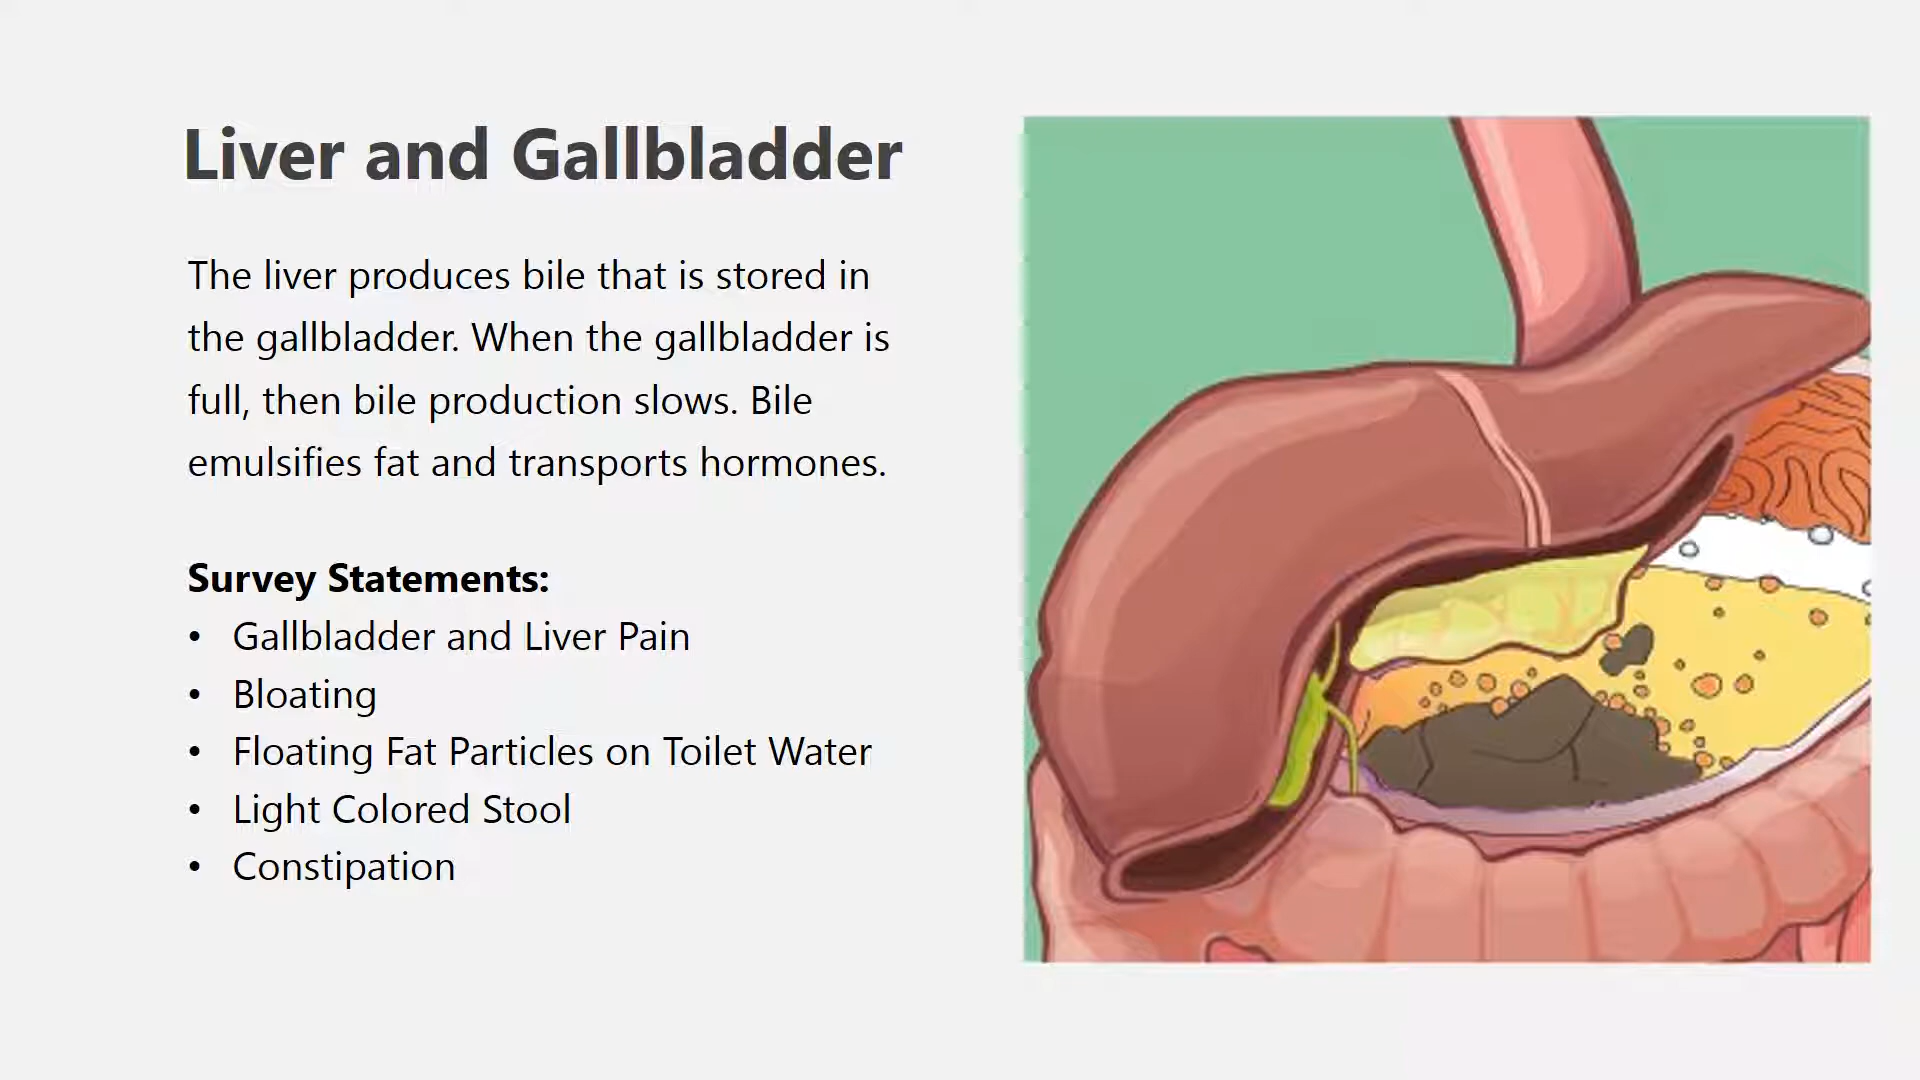 Liver and Gallbladder
The liver produces bile that is stored in
the gallbladder. When the gallbladder is
full, then bile production slows. Bile
emulsifies fat and transports hormones.
Survey Statements:
• Gallbladder and Liver Pain
• Bloating
• Floating Fat Particles on Toilet Water
• Light Colored Stool
• Constipation